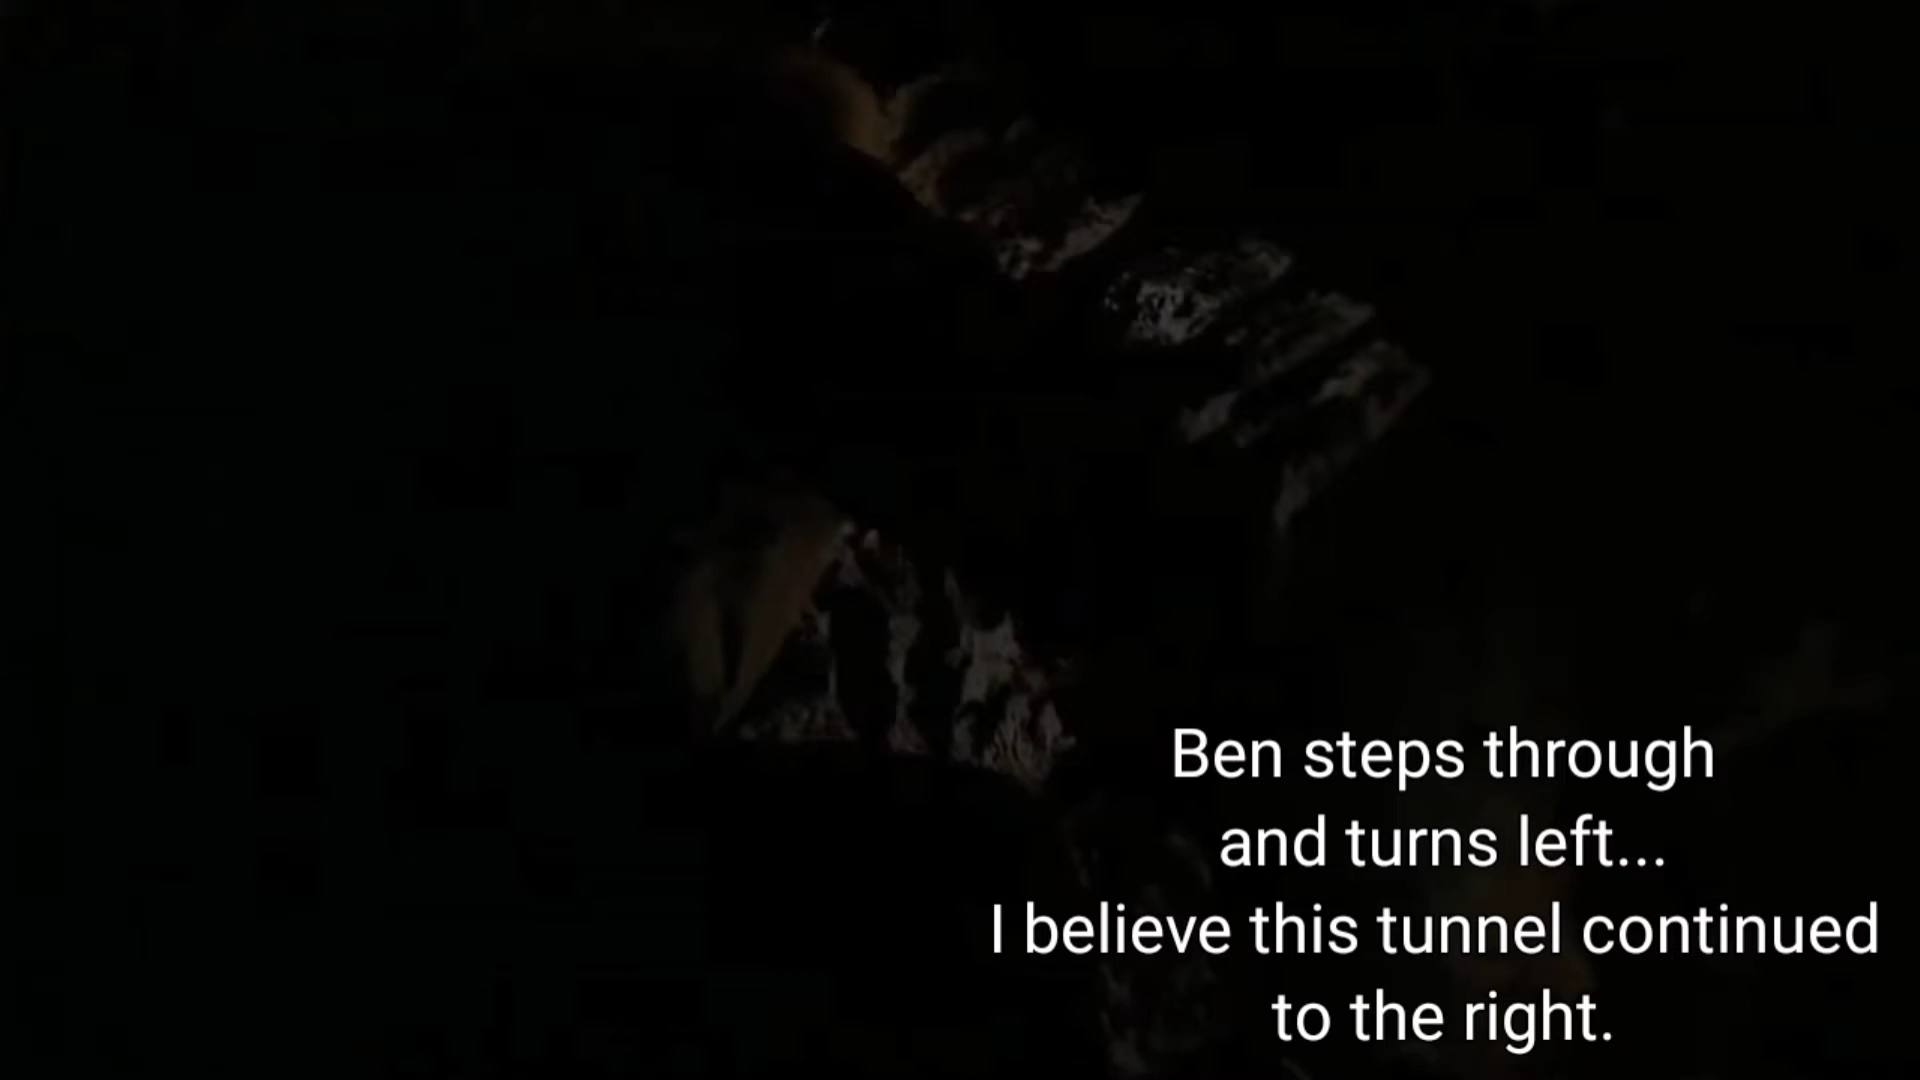 Ben steps through
and turns left...
I believe this tunnel continued
to the right.